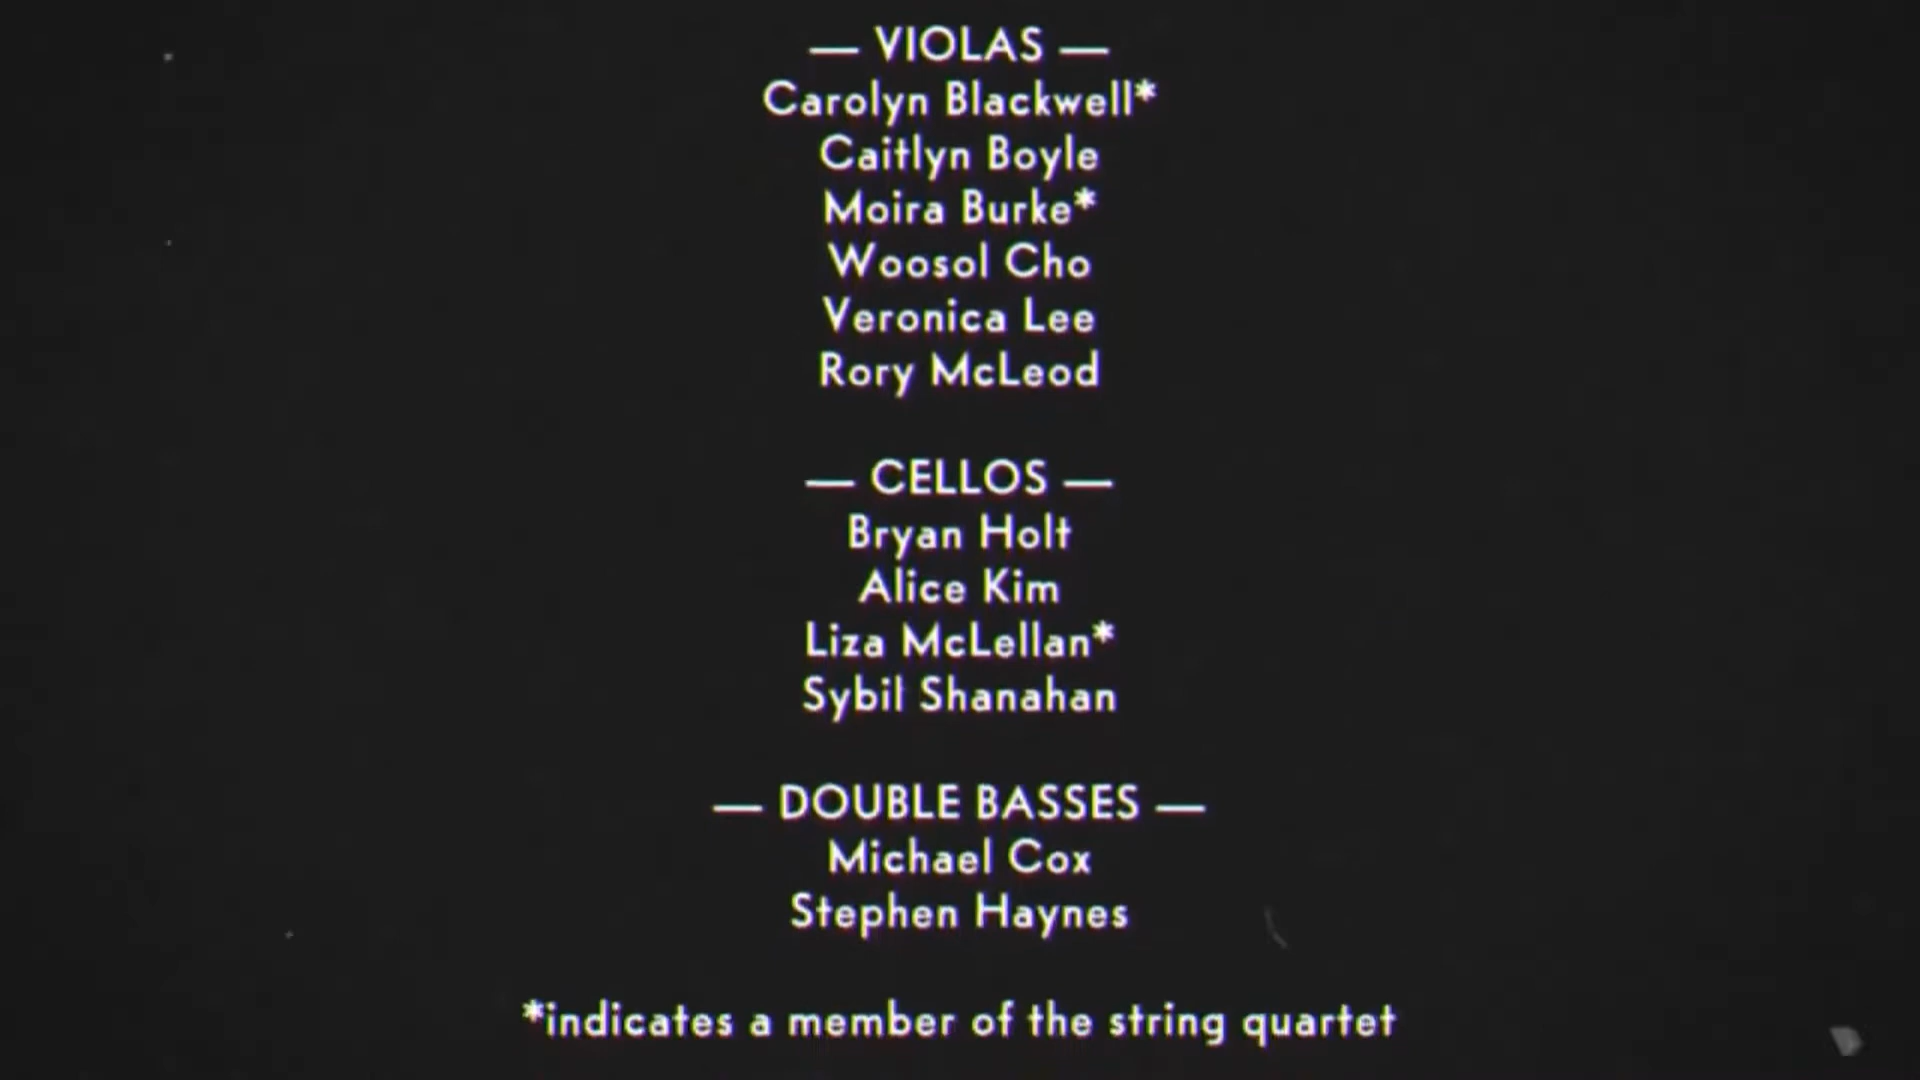 — VIOLAS —
Carolyn Blackwell*
Caitlyn Boyle
Moira Burke*
Woosol Cho
Veronica Lee
Rory McLeod
— CELLOS —
Bryan Holt
Alice Kim
Liza McLellan*
Sybil Shanahan
— DOUBLE BASSES —
Michael Cox
Stephen Haynes
*indicates a member of the string quartet